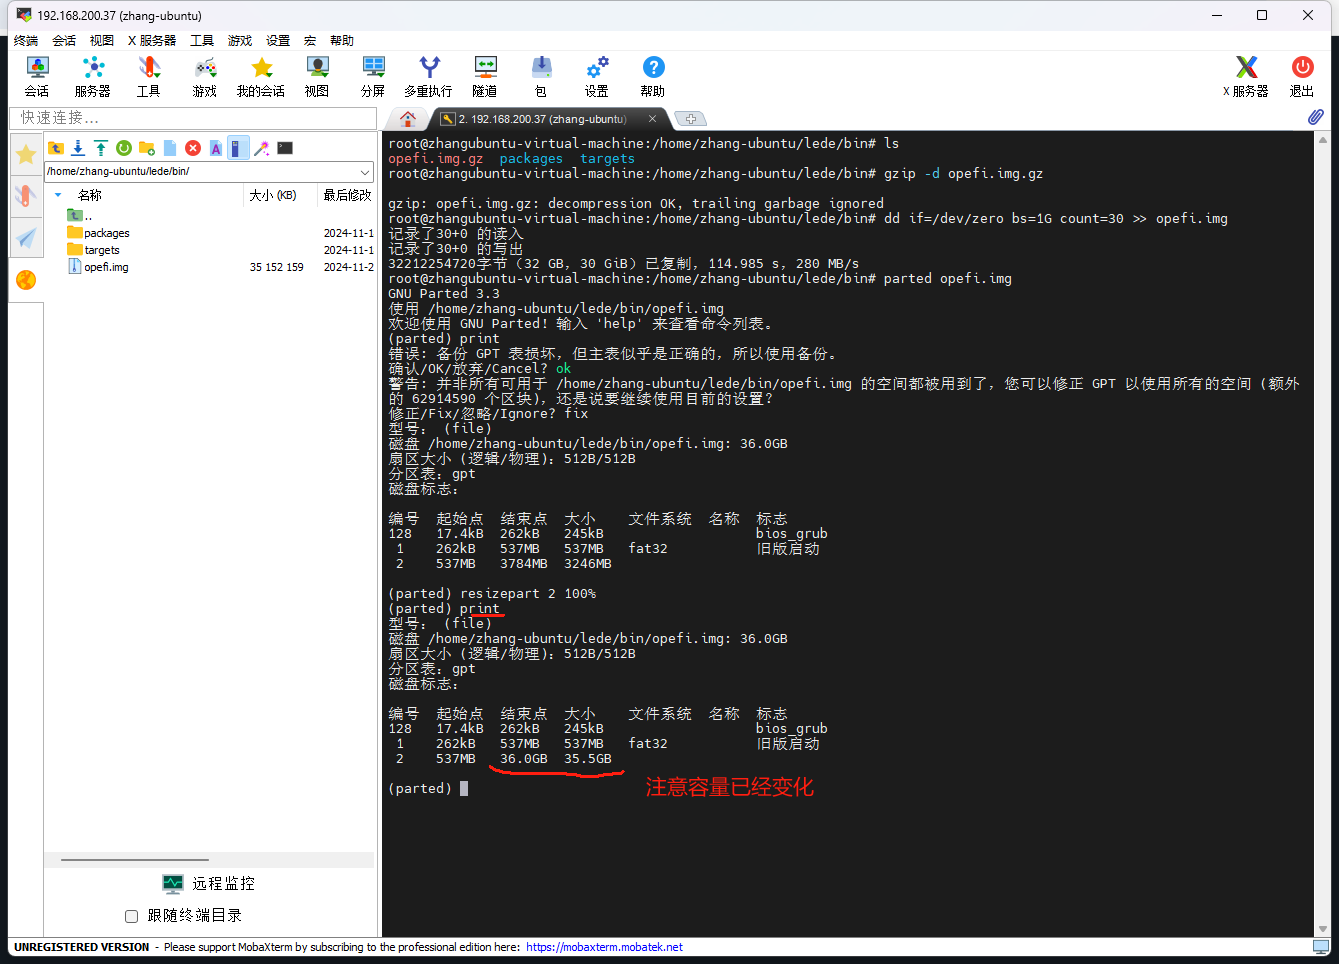 192.168.200.37 (zhang-ubuntu)
终端 会话 视图 X 服务器 工具 游戏 设置 宏 帮助
会话 服务器 工具 游戏 我的会话 视图 分屏 多重执行 隧道 包 设置 帮助 X 服务器 退出
快速连接...
2. 192.168.200.37 (zhang-ubuntu)
/home/zhang-ubuntu/lede/bin/
名称 大小 (KB) 最后修改
..
packages 2024-11-1
targets 2024-11-1
opefi.img 35 152 159 2024-11-2
远程监控
跟随终端目录
root@zhangubuntu-virtual-machine:/home/zhang-ubuntu/lede/bin# ls
opefi.img.gz packages targets
root@zhangubuntu-virtual-machine:/home/zhang-ubuntu/lede/bin# gzip -d opefi.img.gz
gzip: opefi.img.gz: decompression OK, trailing garbage ignored
root@zhangubuntu-virtual-machine:/home/zhang-ubuntu/lede/bin# dd if=/dev/zero bs=1G count=30 >> opefi.img
记录了30+0 的读入
记录了30+0 的写出
32212254720字节 (32 GB, 30 GiB) 已复制, 114.985 s, 280 MB/s
root@zhangubuntu-virtual-machine:/home/zhang-ubuntu/lede/bin# parted opefi.img
GNU Parted 3.3
使用 /home/zhang-ubuntu/lede/bin/opefi.img
欢迎使用 GNU Parted! 输入 'help' 来查看命令列表。
(parted) print
错误: 备份 GPT 表损坏, 但主表似乎是正确的, 所以使用备份。
确认/OK/放弃/Cancel? ok
警告: 并非所有可用于 /home/zhang-ubuntu/lede/bin/opefi.img 的空间都被用到了, 您可以修正 GPT 以使用所有的空间 (额外
的 62914590 个区块), 还是说要继续使用目前的设置?
修正/Fix/忽略/Ignore? fix
型号: (file)
磁盘 /home/zhang-ubuntu/lede/bin/opefi.img: 36.0GB
扇区大小 (逻辑/物理): 512B/512B
分区表: gpt
磁盘标志:
编号 起始点 结束点 大小 文件系统 名称 标志
128 17.4kB 262kB 245kB bios_grub
1 262kB 537MB 537MB fat32 旧版启动
2 537MB 3784MB 3246MB
(parted) resizepart 2 100%
(parted) print
型号: (file)
磁盘 /home/zhang-ubuntu/lede/bin/opefi.img: 36.0GB
扇区大小 (逻辑/物理): 512B/512B
分区表: gpt
磁盘标志:
编号 起始点 结束点 大小 文件系统 名称 标志
128 17.4kB 262kB 245kB bios_grub
1 262kB 537MB 537MB fat32 旧版启动
2 537MB 36.0GB 35.5GB
注意容量已经变化
(parted)
UNREGISTERED VERSION - Please support MobaXterm by subscribing to the professional edition here: https://mobaxterm.mobatek.net